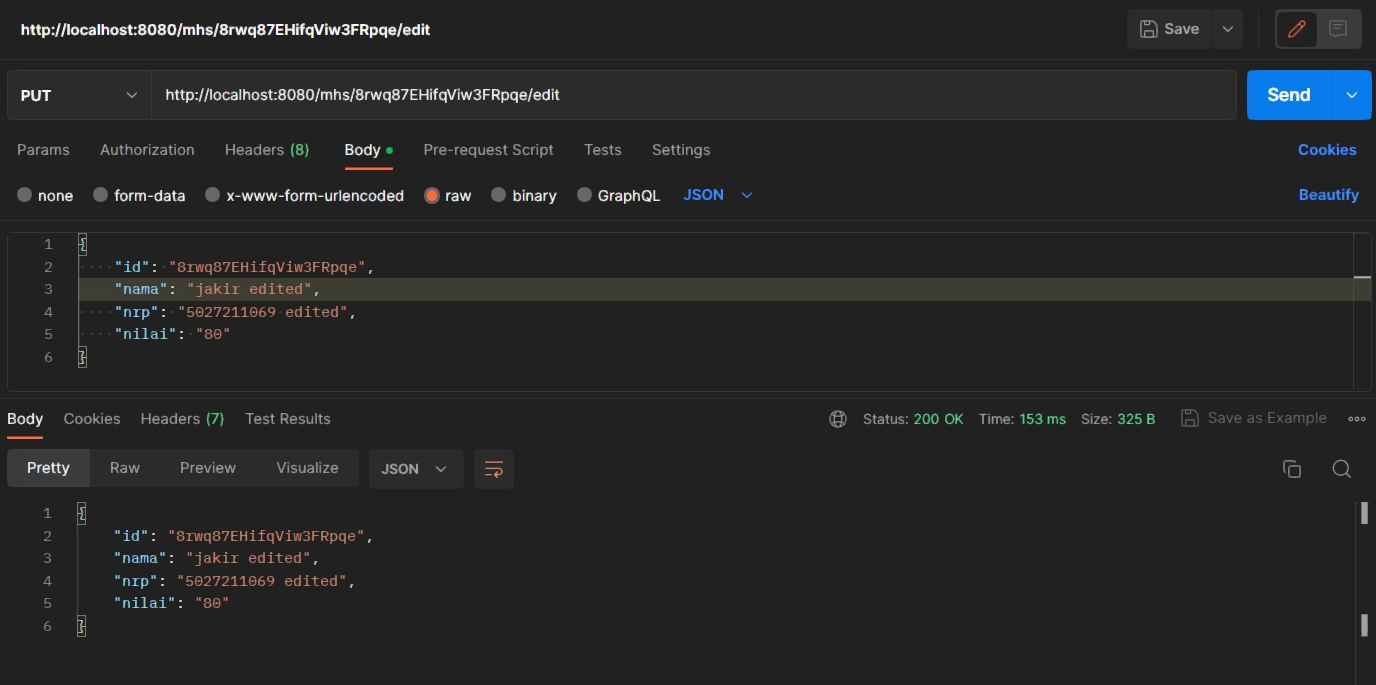 http://localhost:8080/mhs/8rwq87EHifqViw3FRpqe/edit Save
PUT http://localhost:8080/mhs/8rwq87EHifqViw3FRpqe/edit Send
Params Authorization Headers (8) Body Pre-request Script Tests Settings Cookies
none form-data x-www-form-urlencoded raw binary GraphQL JSON Beautify
1 {
2 "id": "8rwq87EHifqViw3FRpqe",
3 "nama": "jakir edited",
4 "nrp": "5027211069 edited",
5 "nilai": "80"
6 }
Body Cookies Headers (7) Test Results Status: 200 OK Time: 153 ms Size: 325 B Save as Example
Pretty Raw Preview Visualize JSON
1 {
2 "id": "8rwq87EHifqViw3FRpqe",
3 "nama": "jakir edited",
4 "nrp": "5027211069 edited",
5 "nilai": "80"
6 }